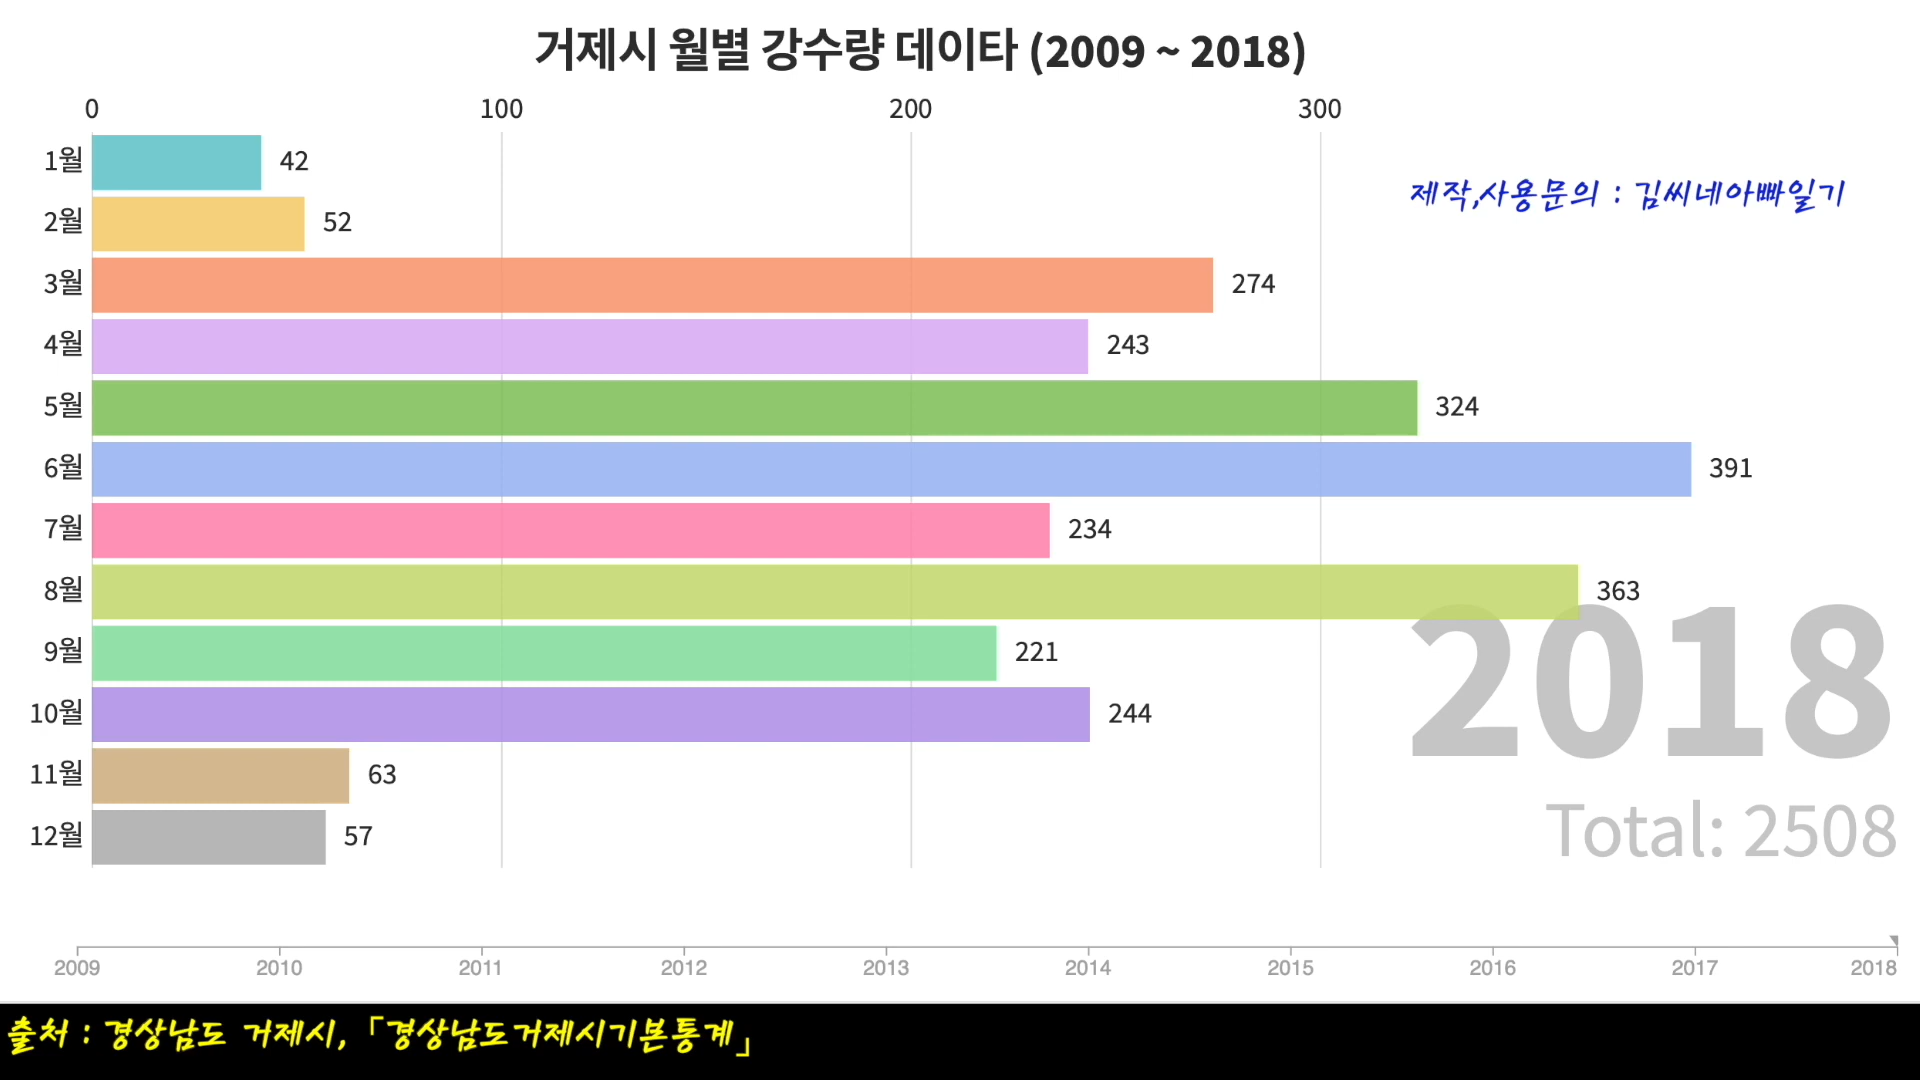 거제시 월별 강수량 데이타 (2009 ~ 2018)
0 100 200 300
1월 42
제작,사용문의 : 김씨네아빠일기
2월 52
3월 274
4월 243
5월 324
6월 391
7월 234
8월 363
9월 221
2018
10월 244
11월 63
12월 57
Total: 2508
2009 2010 2011 2012 2013 2014 2015 2016 2017 2018
출처 : 경상남도 거제시, 「경상남도거제시기본통계」